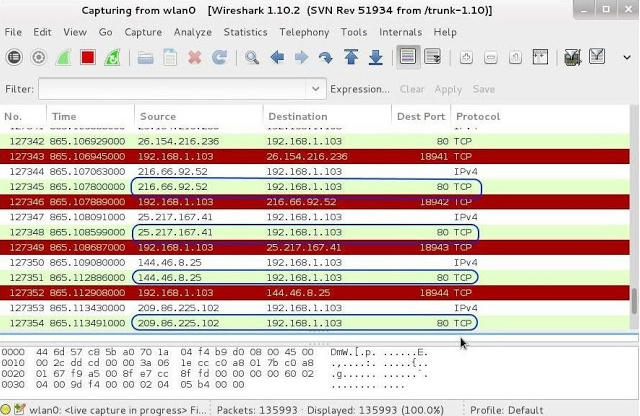 Capturing from wlan0 [Wireshark 1.10.2 (SVN Rev 51934 from /trunk-1.10)]
File Edit View Go Capture Analyze Statistics Telephony Tools Internals Help
Filter: Expression... Clear Apply Save
No. Time Source Destination Dest Port Protocol
127342 865.106929000 26.154.216.236 192.168.1.103 80 TCP
127343 865.106945000 192.168.1.103 26.154.216.236 18941 TCP
127344 865.107063000 216.66.92.52 192.168.1.103 IPv4
127345 865.107800000 216.66.92.52 192.168.1.103 80 TCP
127346 865.107889000 192.168.1.103 216.66.92.52 18942 TCP
127347 865.108091000 25.217.167.41 192.168.1.103 IPv4
127348 865.108599000 25.217.167.41 192.168.1.103 80 TCP
127349 865.108687000 192.168.1.103 25.217.167.41 18943 TCP
127350 865.109080000 144.46.8.25 192.168.1.103 IPv4
127351 865.112886000 144.46.8.25 192.168.1.103 80 TCP
127352 865.112908000 192.168.1.103 144.46.8.25 18944 TCP
127353 865.113430000 209.86.225.102 192.168.1.103 IPv4
127354 865.113491000 209.86.225.102 192.168.1.103 80 TCP
0000 44 6d 57 c8 5b a0 70 1a 04 f4 b9 d0 08 00 45 00 DmW.[.p. ......E.
0010 00 2c dd cd 00 00 3a 06 1e cc c0 a8 01 7b c0 a8 .,....:. .....{..
0020 01 67 f9 a5 00 8f e7 cc 8f fd 00 00 00 00 60 02 .g...... ......`.
0030 04 00 9d f4 00 00 02 04 05 b4 00 00 ........ ....
wlan0: <live capture in progress> Fi... Packets: 135993 · Displayed: 135993 (100.0%) Profile: Default